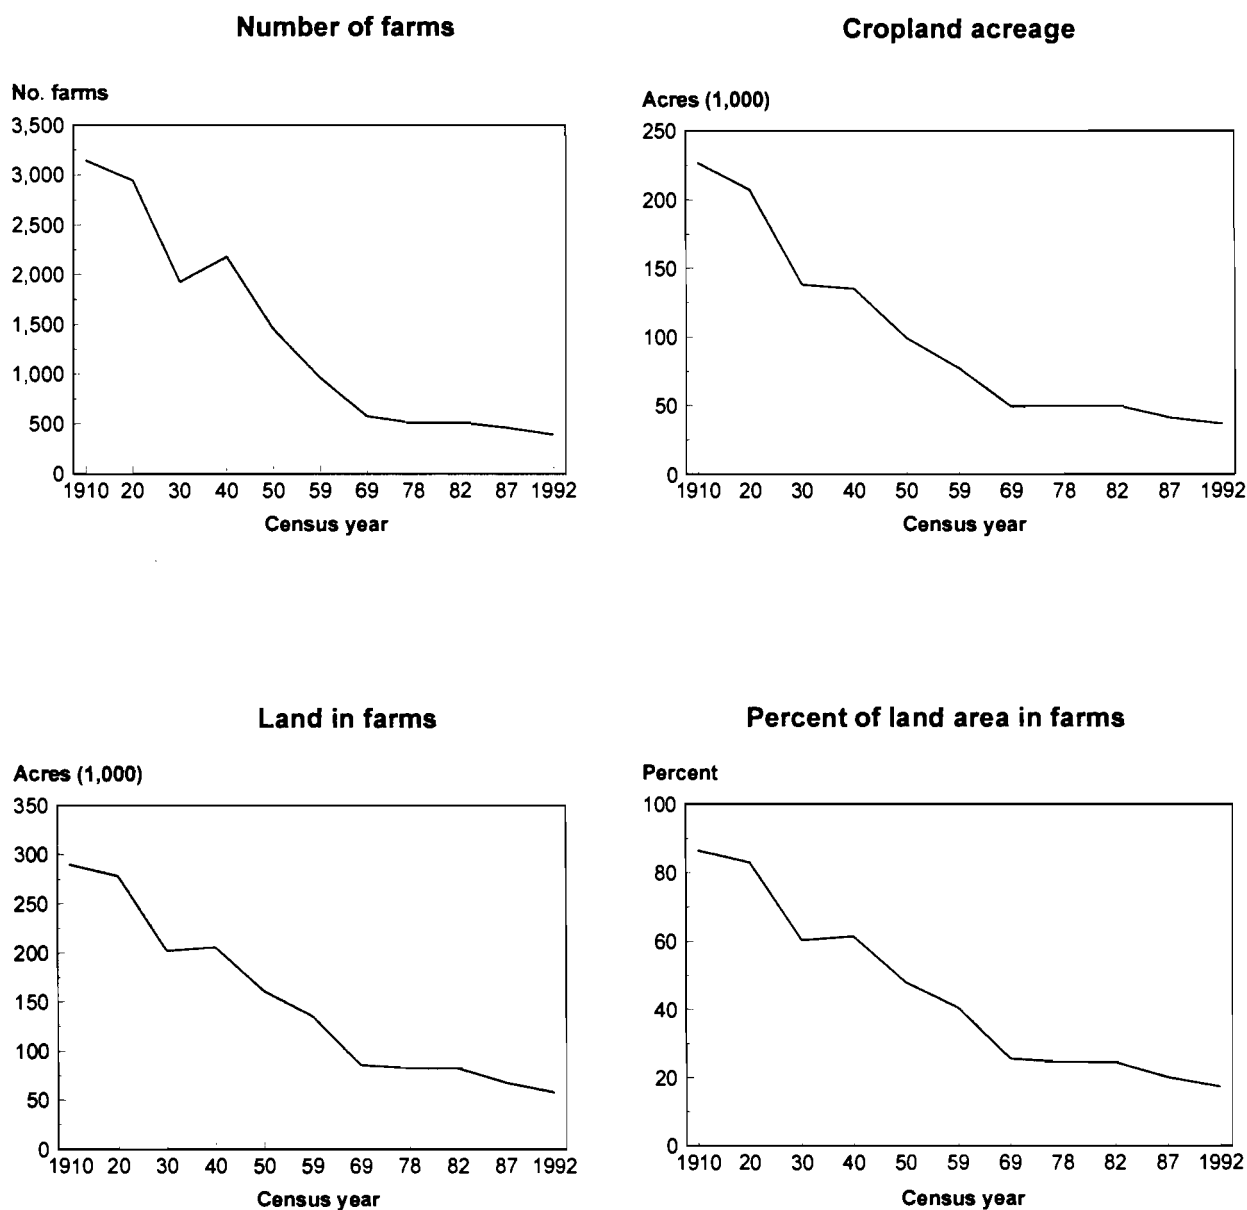 Number of farms
No. farms
3,500
3,000
2,500
2,000
1,500
1,000
500
0
1910 20 30 40 50 59 69 78 82 87 1992
Census year
Cropland acreage
Acres (1,000)
250
200
150
100
50
0
1910 20 30 40 50 59 69 78 82 87 1992
Census year
Land in farms
Acres (1,000)
350
300
250
200
150
100
50
0
1910 20 30 40 50 59 69 78 82 87 1992
Census year
Percent of land area in farms
Percent
100
80
60
40
20
0
1910 20 30 40 50 59 69 78 82 87 1992
Census year